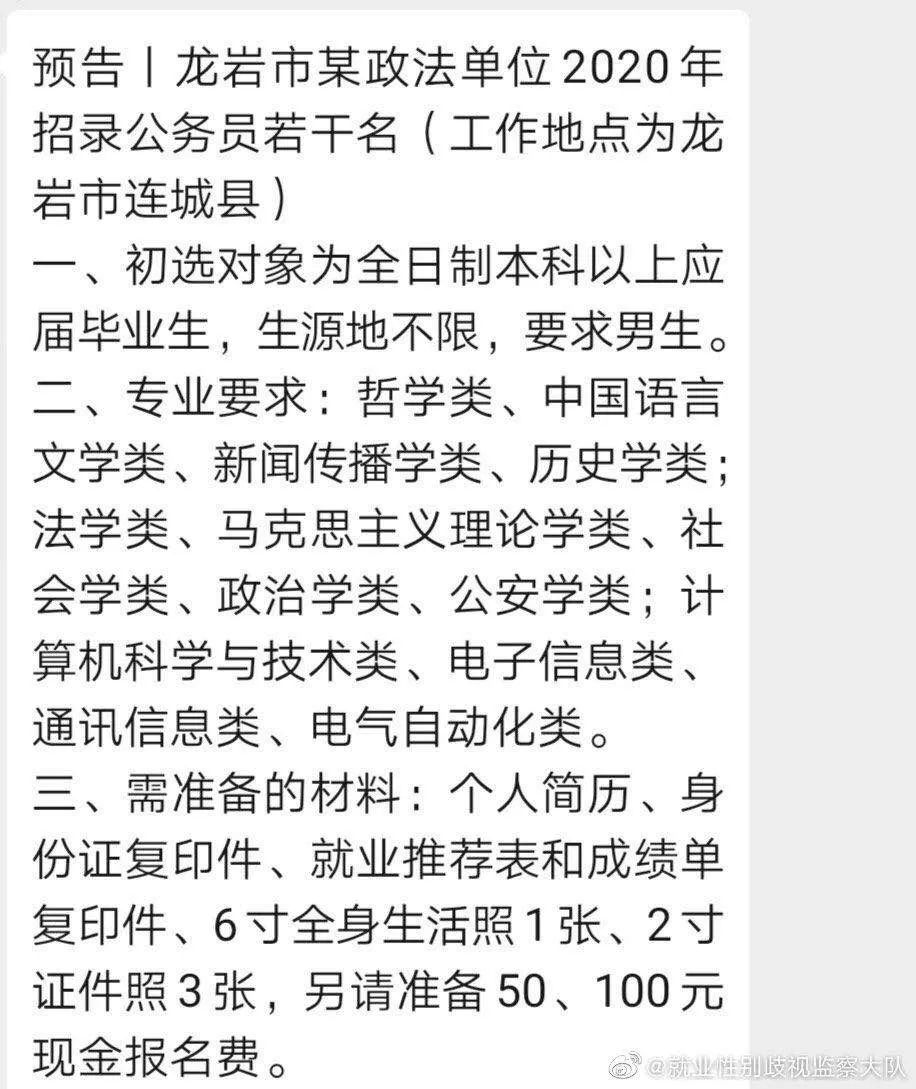 预告丨龙岩市某政法单位2020年
招录公务员若干名（工作地点为龙
岩市连城县）
一、初选对象为全日制本科以上应
届毕业生，生源地不限，要求男生。
二、专业要求：哲学类、中国语言
文学类、新闻传播学类、历史学类；
法学类、马克思主义理论学类、社
会学类、政治学类、公安学类；计
算机科学与技术类、电子信息类、
通讯信息类、电气自动化类。
三、需准备的材料：个人简历、身
份证复印件、就业推荐表和成绩单
复印件、6寸全身生活照1张、2寸
证件照3张，另请准备50、100元
现金报名费。
@就业性别歧视监察大队